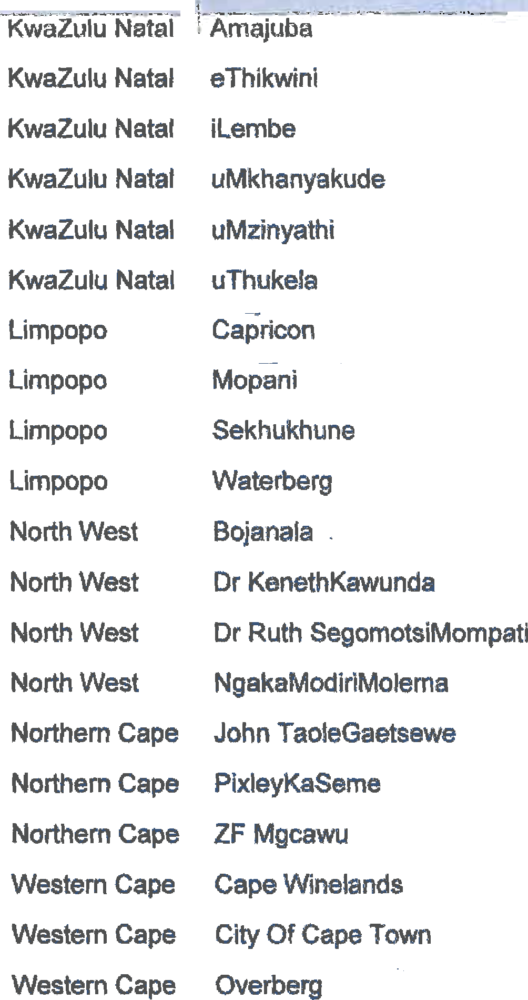 KwaZulu Natal Amajuba
KwaZulu Natal eThikwini
KwaZulu Natal iLembe
KwaZulu Natal uMkhanyakude
KwaZulu Natal uMzinyathi
KwaZulu Natal uThukela
Limpopo Capricon
Limpopo Mopani
Limpopo Sekhukhune
Limpopo Waterberg
North West Bojanala
North West Dr KenethKawunda
North West Dr Ruth SegomotsiMompati
North West NgakaModiriMolema
Northern Cape John TaoleGaetsewe
Northern Cape PixleyKaSeme
Northern Cape ZF Mgcawu
Western Cape Cape Winelands
Western Cape City Of Cape Town
Western Cape Overberg